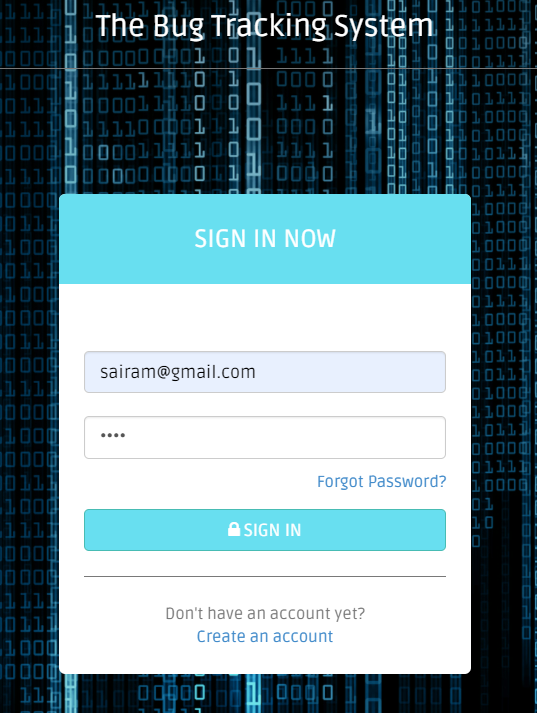 The Bug Tracking System
SIGN IN NOW
sairam@gmail.com
••••
Forgot Password?
SIGN IN
Don't have an account yet?
Create an account